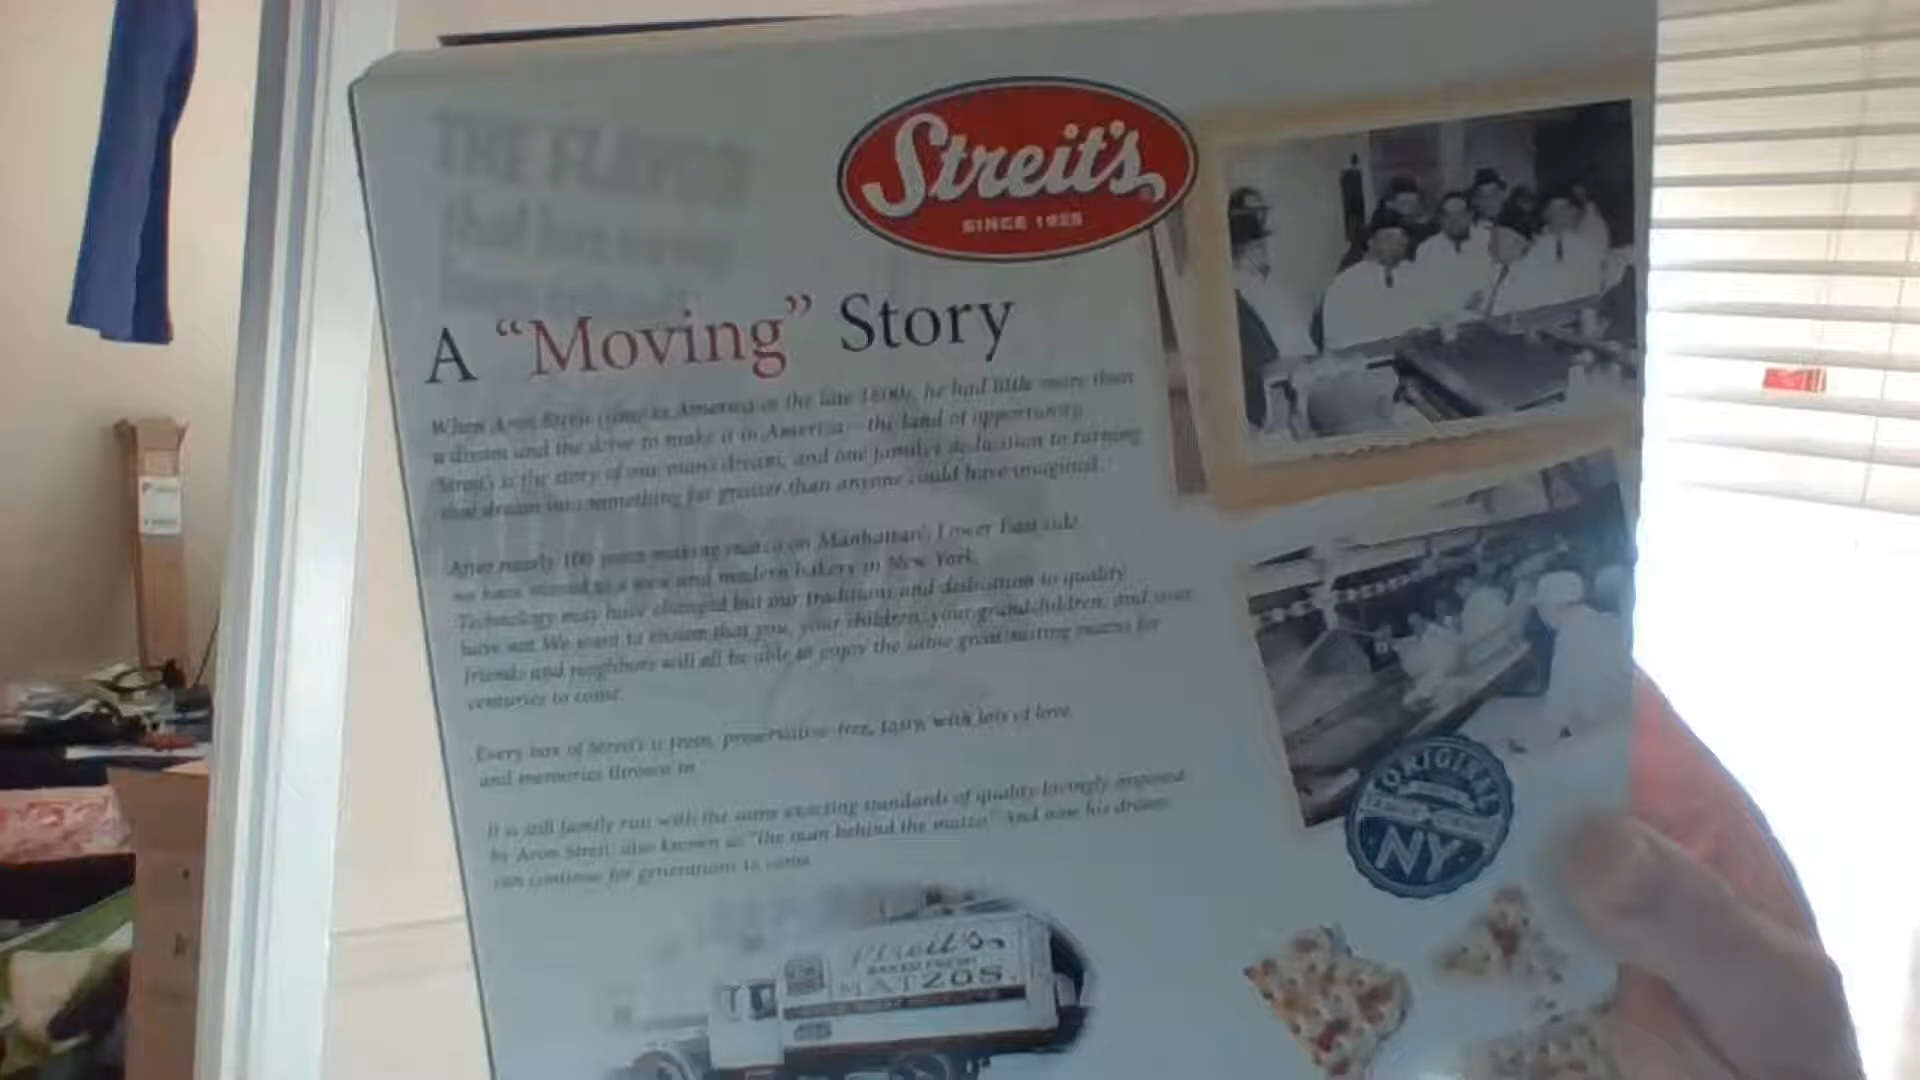 THE FLAVOR
Streit's
SINCE 1925
A “Moving” Story
When Aron Streit came to America in the late 1800s, he had little more than
a dream and the drive to make it in America—the land of opportunity.
Streit's is the story of one man's dream, and one family's dedication to turning
that dream into something far greater than anyone could have imagined.
After nearly 100 years making matzo on Manhattan's Lower East side
we have moved to a new and modern bakery in New York.
Technology may have changed but our traditions and dedication to quality
have not. We want to ensure that you, your children, your grandchildren, and your
friends and neighbors will all be able to enjoy the same great tasting matzos for
centuries to come.
Every box of Streit's is fresh, preservative-free, tasty, with lots of love
and memories thrown in
It is still family run with the same exacting standards of quality lovingly imposed
by Aron Streit, also known as "the man behind the matzo." And now his dream
can continue for generations to come
ORIGINAL
NY
Streit's
BAKED FRESH
MATZOS.